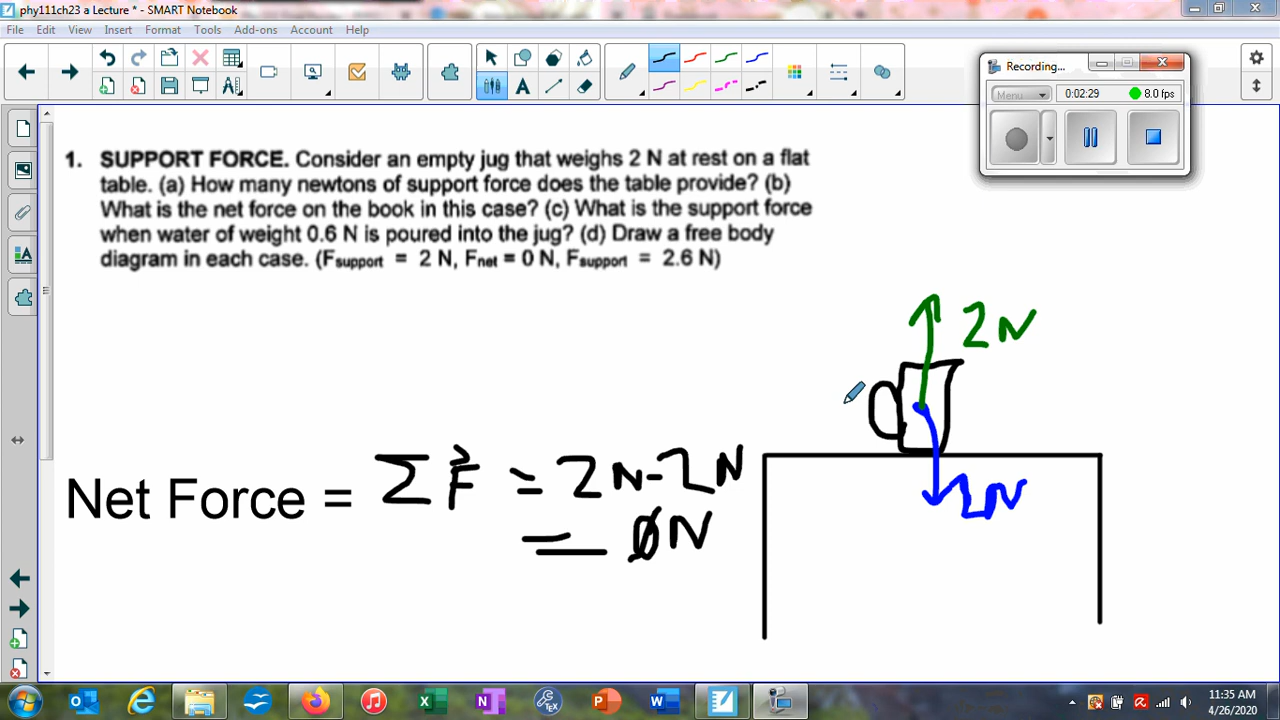 phy111ch23 a Lecture * - SMART Notebook
File Edit View Insert Format Tools Add-ons Account Help
Recording...
Menu 0:02:29 8.0 fps
1. SUPPORT FORCE. Consider an empty jug that weighs 2 N at rest on a flat
table. (a) How many newtons of support force does the table provide? (b)
What is the net force on the book in this case? (c) What is the support force
when water of weight 0.6 N is poured into the jug? (d) Draw a free body
diagram in each case. (Fsupport = 2 N, Fnet = 0 N, Fsupport = 2.6 N)
2N
Net Force = Σ F⃗ = 2N-2N
= 0N
2N
11:35 AM
4/26/2020